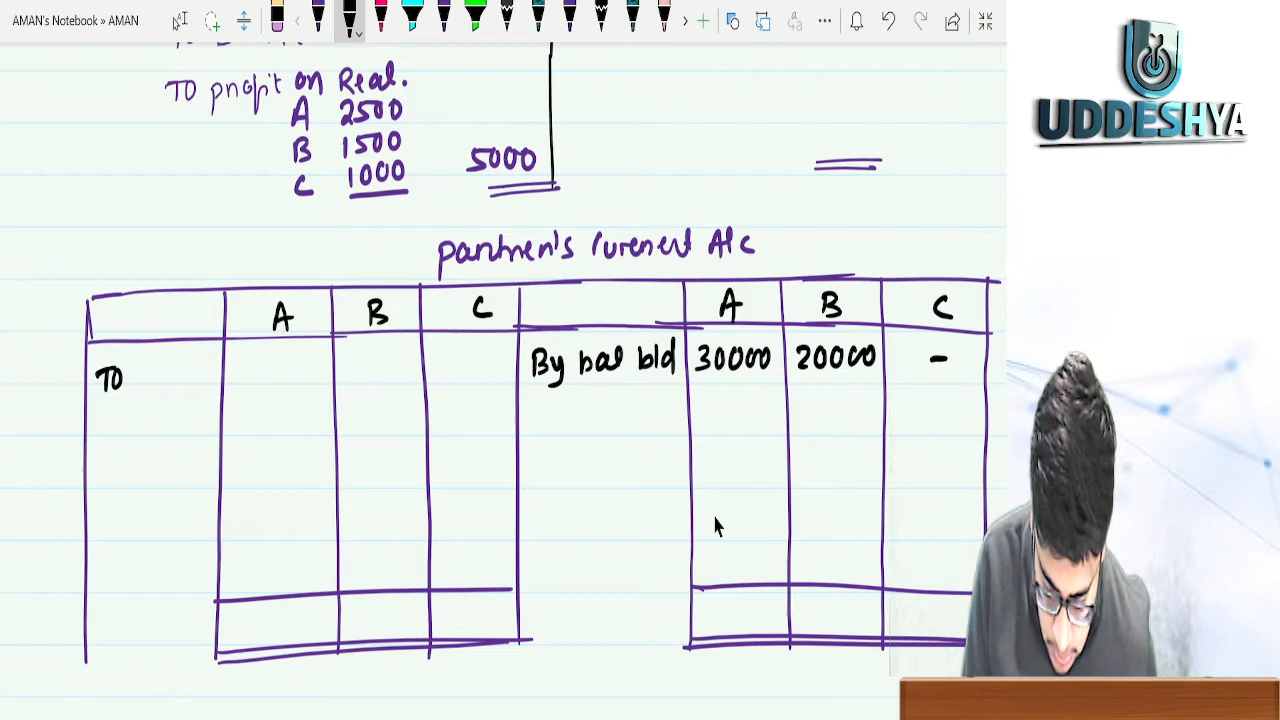 AMAN's Notebook » AMAN
UDDESHYA
To profit on Real.
A 2500
B 1500
C 1000 5000
Partner's Current A/c
A B C A B C
By bal b/d 30000 20000 -
To